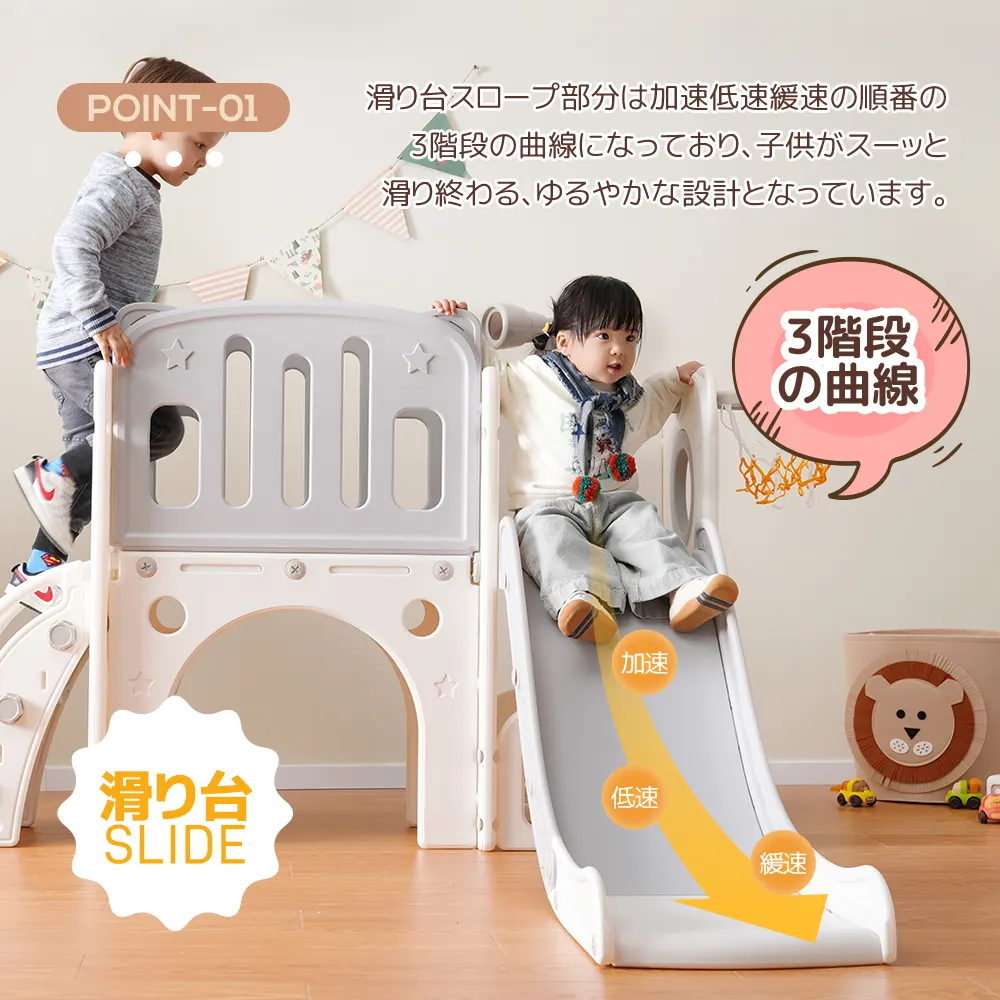 POINT-01
滑り台スロープ部分は加速低速緩速の順番の
3階段の曲線になっており、子供がスーッと
滑り終わる、ゆるやかな設計となっています。
3階段
の曲線
加速
低速
緩速
滑り台
SLIDE